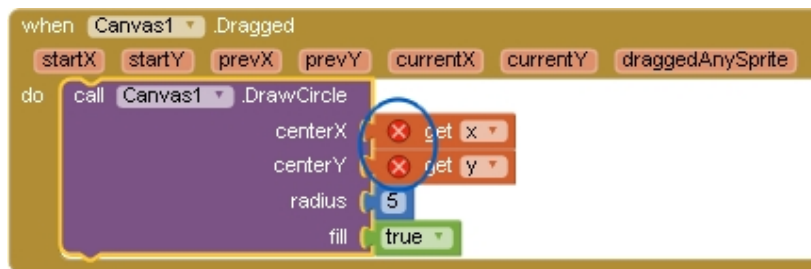 when Canvas1 .Dragged
startX startY prevX prevY currentX currentY draggedAnySprite
do call Canvas1 .DrawCircle
centerX get x
centerY get y
radius 5
fill true